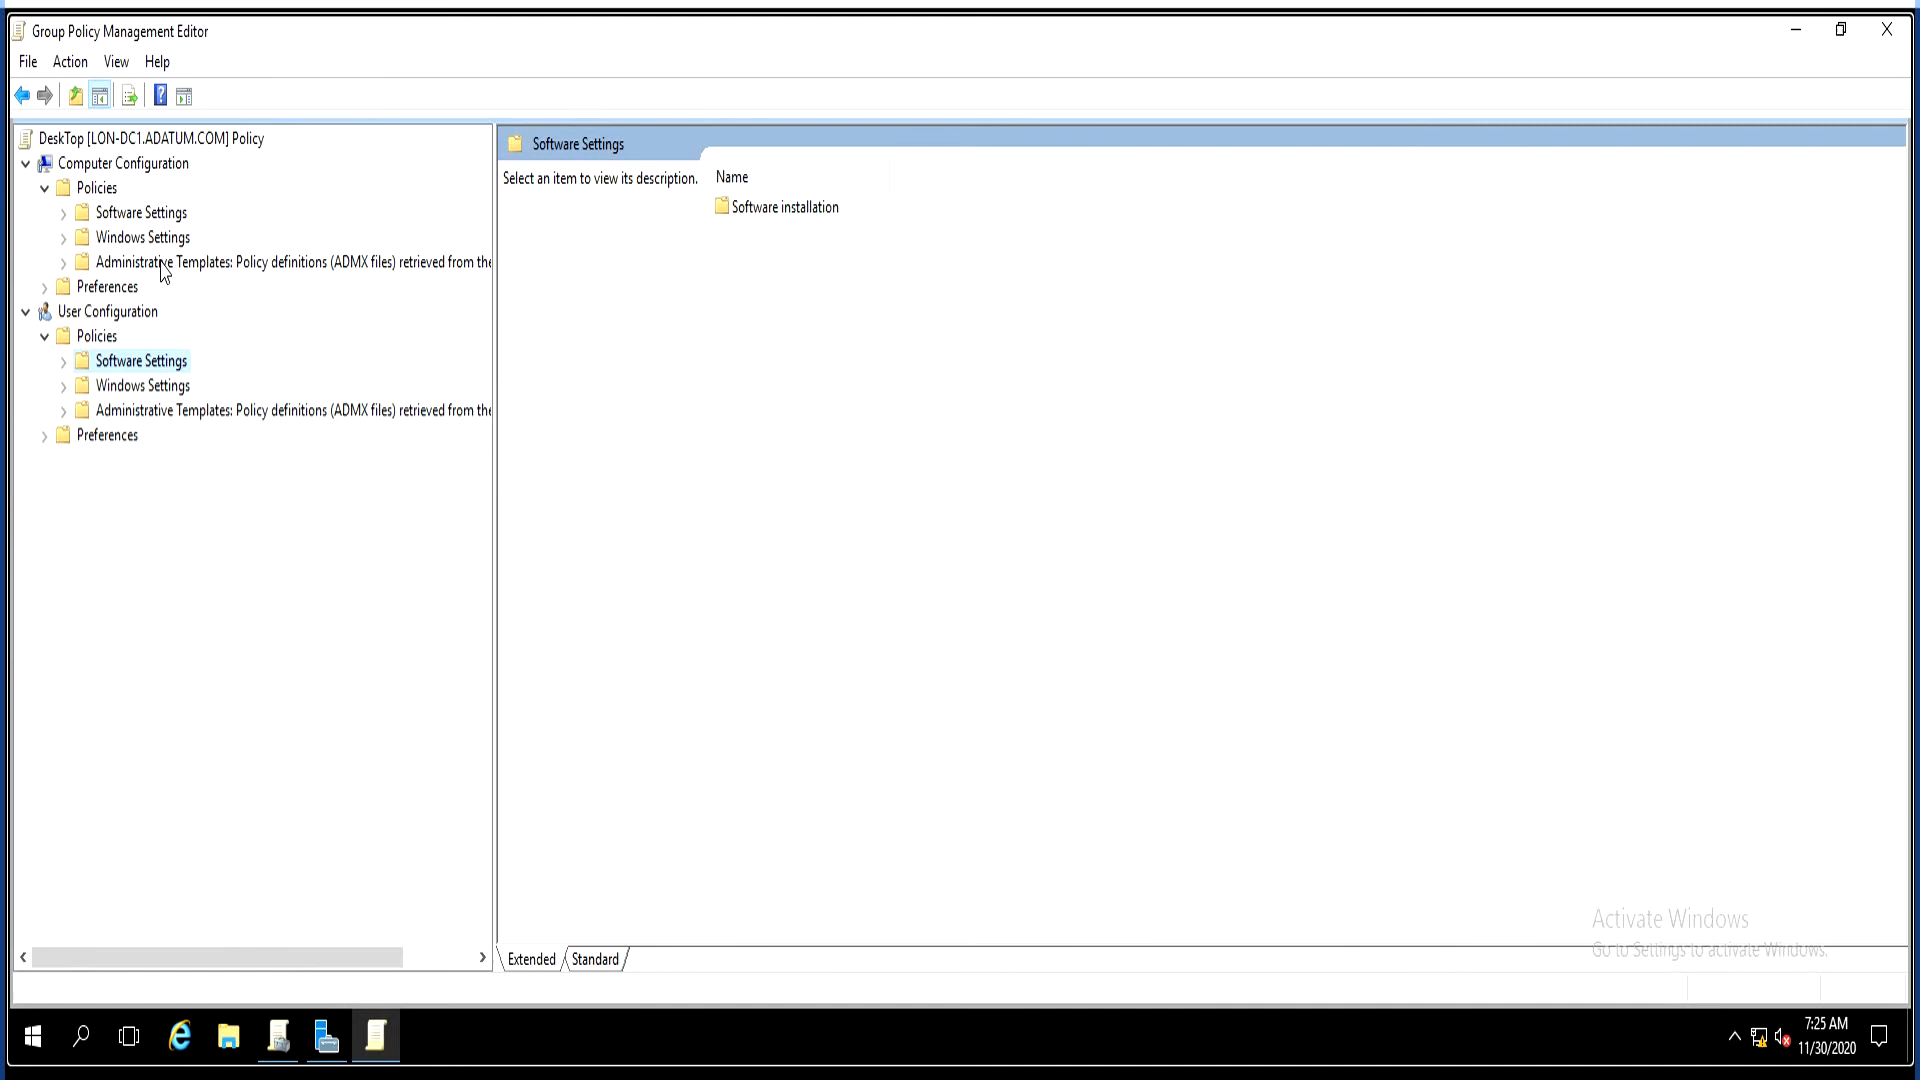 Group Policy Management Editor
File Action View Help
DeskTop [LON-DC1.ADATUM.COM] Policy
Computer Configuration
Policies
Software Settings
Windows Settings
Administrative Templates: Policy definitions (ADMX files) retrieved from the
Preferences
User Configuration
Policies
Software Settings
Windows Settings
Administrative Templates: Policy definitions (ADMX files) retrieved from the
Preferences
Software Settings
Select an item to view its description.
Name
Software installation
Extended Standard
Activate Windows
Go to Settings to activate Windows.
7:25 AM
11/30/2020